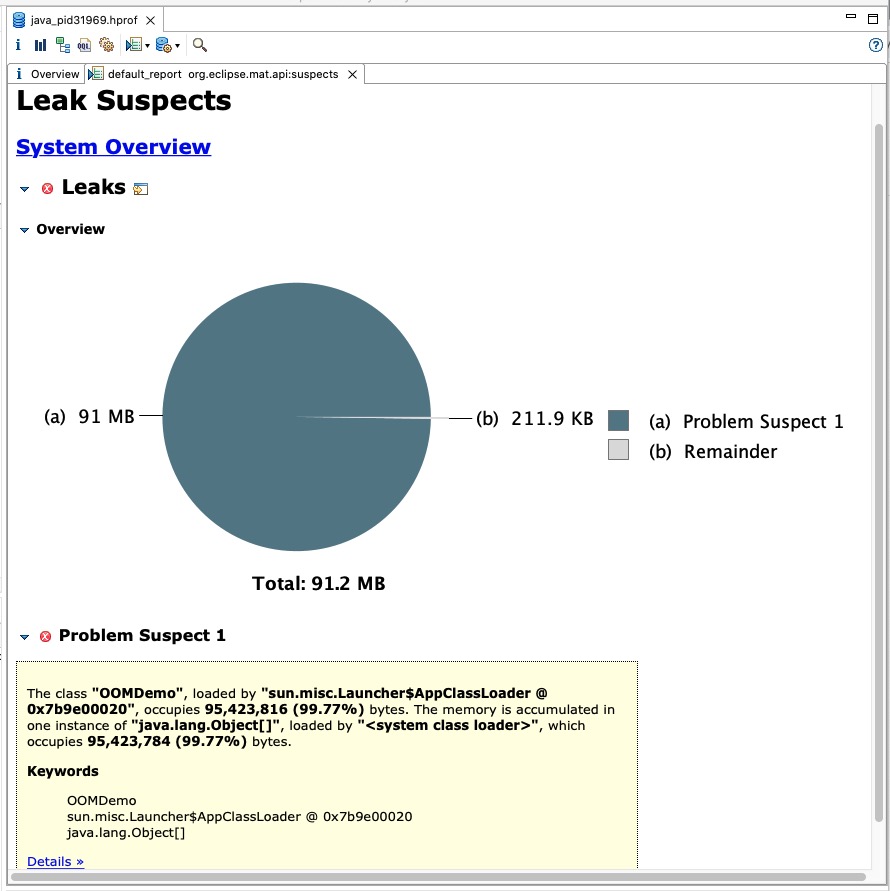 java_pid31969.hprof
Overview
default_report org.eclipse.mat.api:suspects
Leak Suspects
System Overview
Leaks
Overview
(a) 91 MB
(b) 211.9 KB
(a) Problem Suspect 1
(b) Remainder
Total: 91.2 MB
Problem Suspect 1
The class "OOMDemo", loaded by "sun.misc.Launcher$AppClassLoader @
0x7b9e00020", occupies 95,423,816 (99.77%) bytes. The memory is accumulated in
one instance of "java.lang.Object[]", loaded by "<system class loader>", which
occupies 95,423,784 (99.77%) bytes.
Keywords
OOMDemo
sun.misc.Launcher$AppClassLoader @ 0x7b9e00020
java.lang.Object[]
Details »